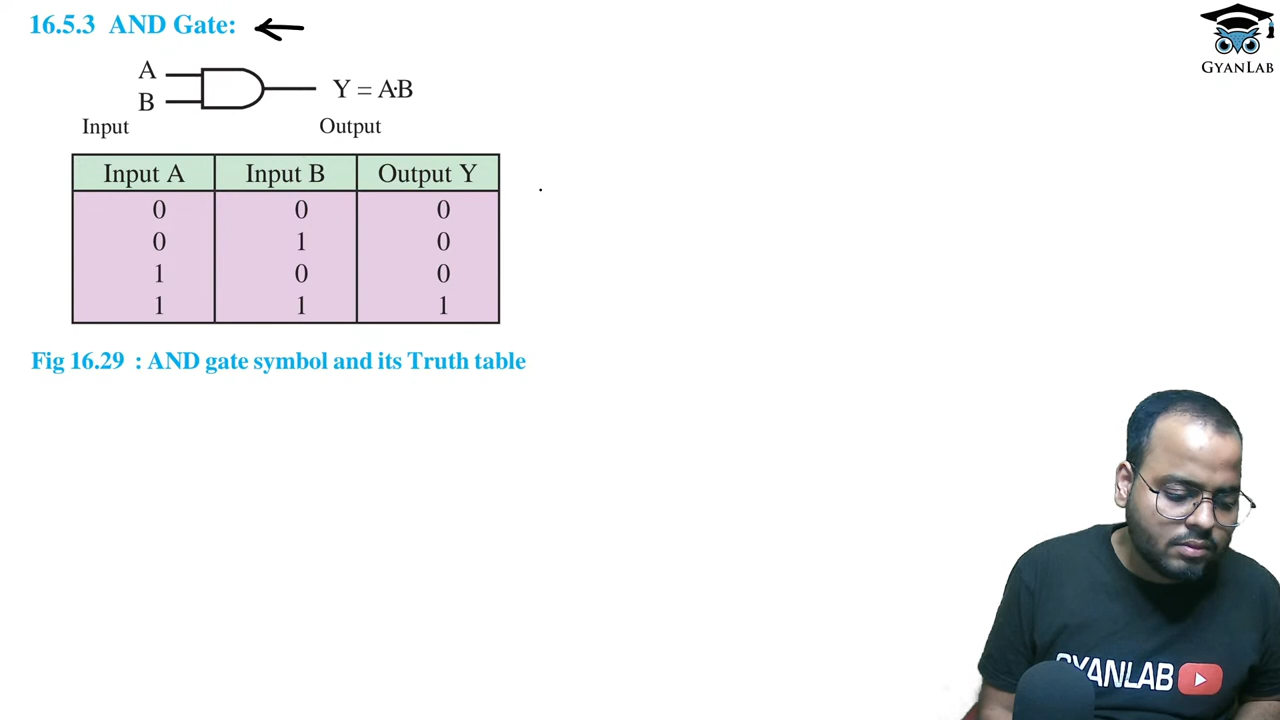 16.5.3 AND Gate:
GYANLAB
A
B
Y = A·B
Input
Output
Input A Input B Output Y
0 0 0
0 1 0
1 0 0
1 1 1
Fig 16.29 : AND gate symbol and its Truth table
GYANLAB